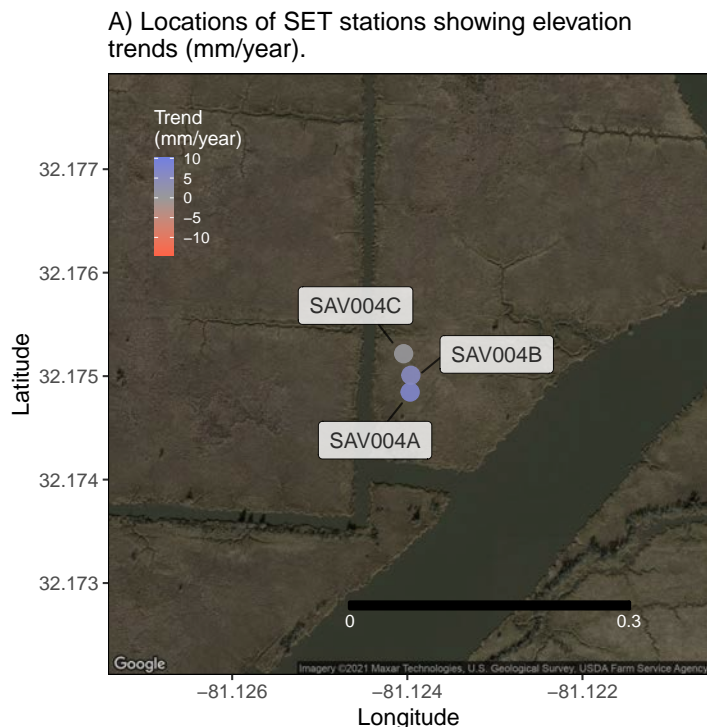 A) Locations of SET stations showing elevation
trends (mm/year).
Trend
(mm/year)
10
5
0
−5
−10
32.177
32.176
32.175
32.174
32.173
Latitude
SAV004C
SAV004B
SAV004A
0 0.3
Google
Imagery ©2021 Maxar Technologies, U.S. Geological Survey, USDA Farm Service Agency
−81.126 −81.124 −81.122
Longitude